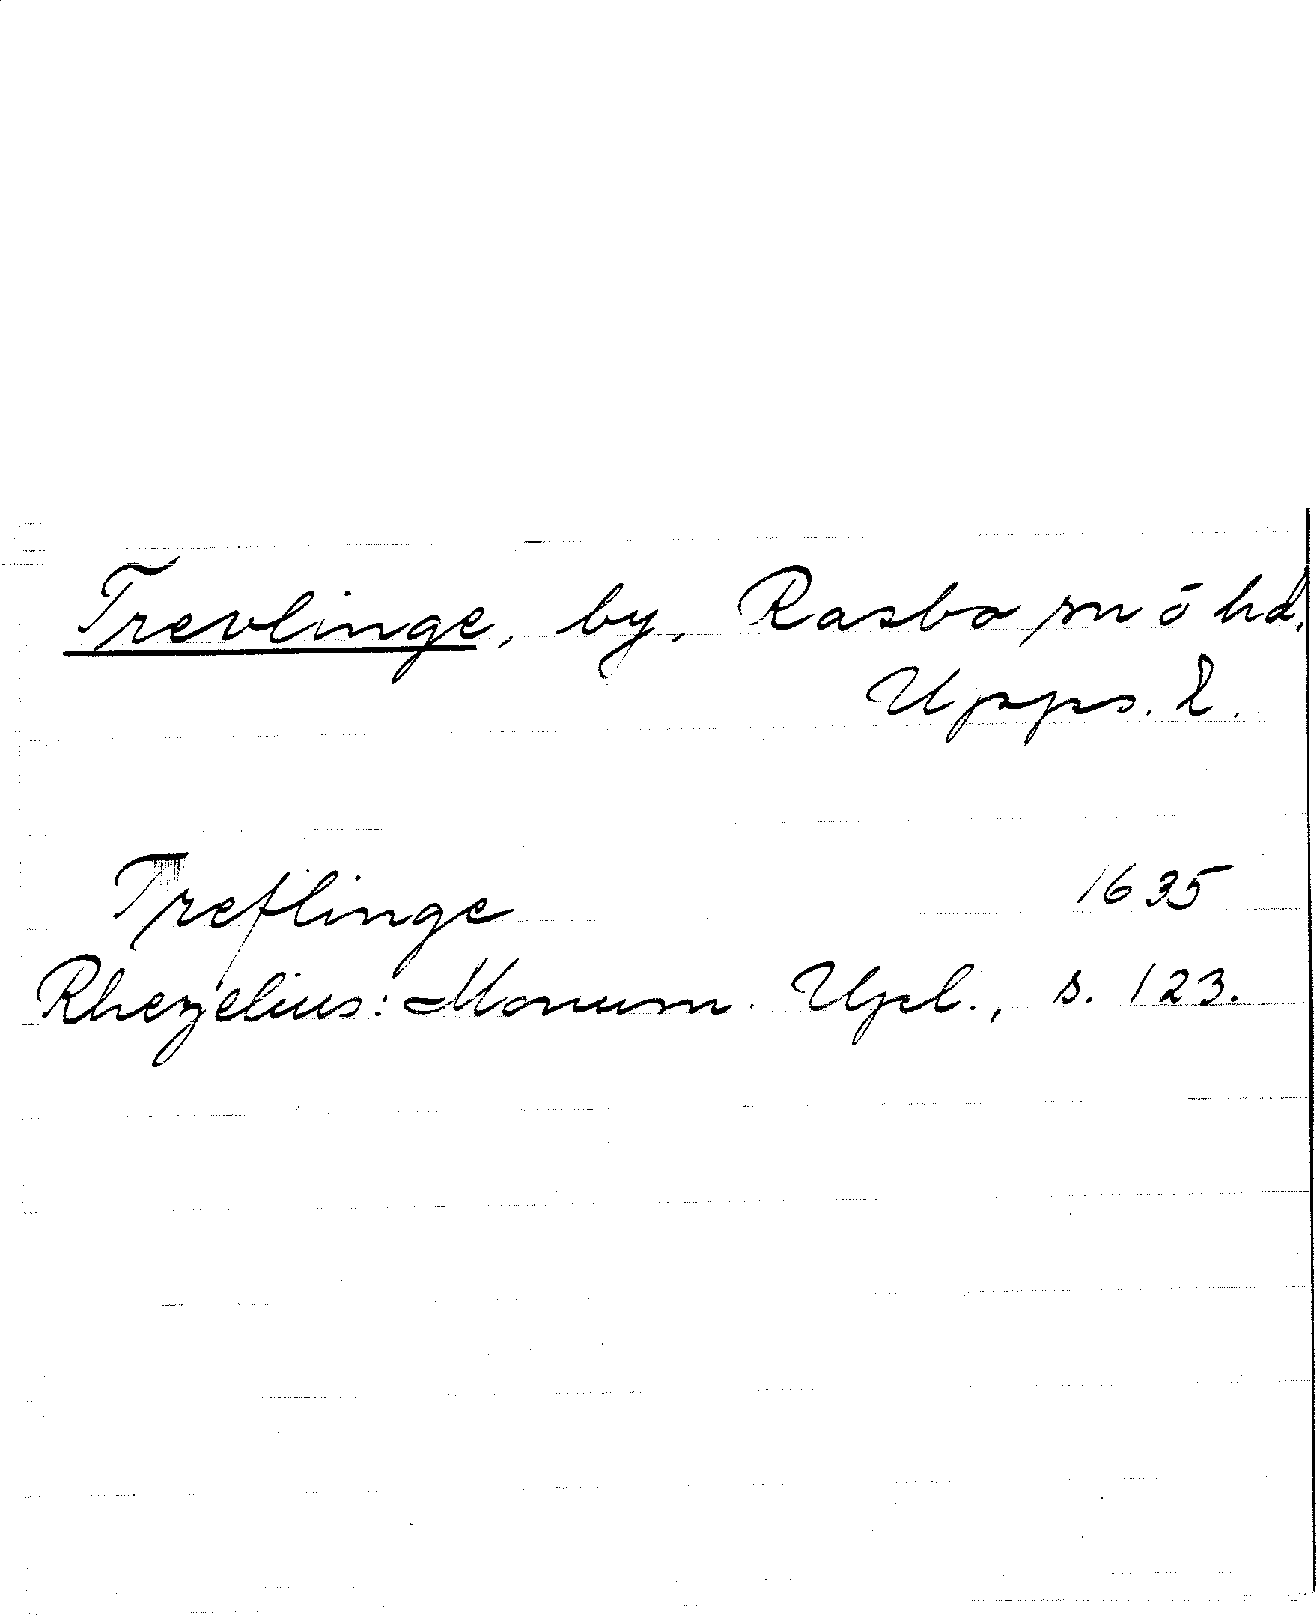 Trevlinge, by, Rasbo sn o hd,
Upps. l.
Treflinge 1635
Rhezelius: Monum. Upl., s. 123.